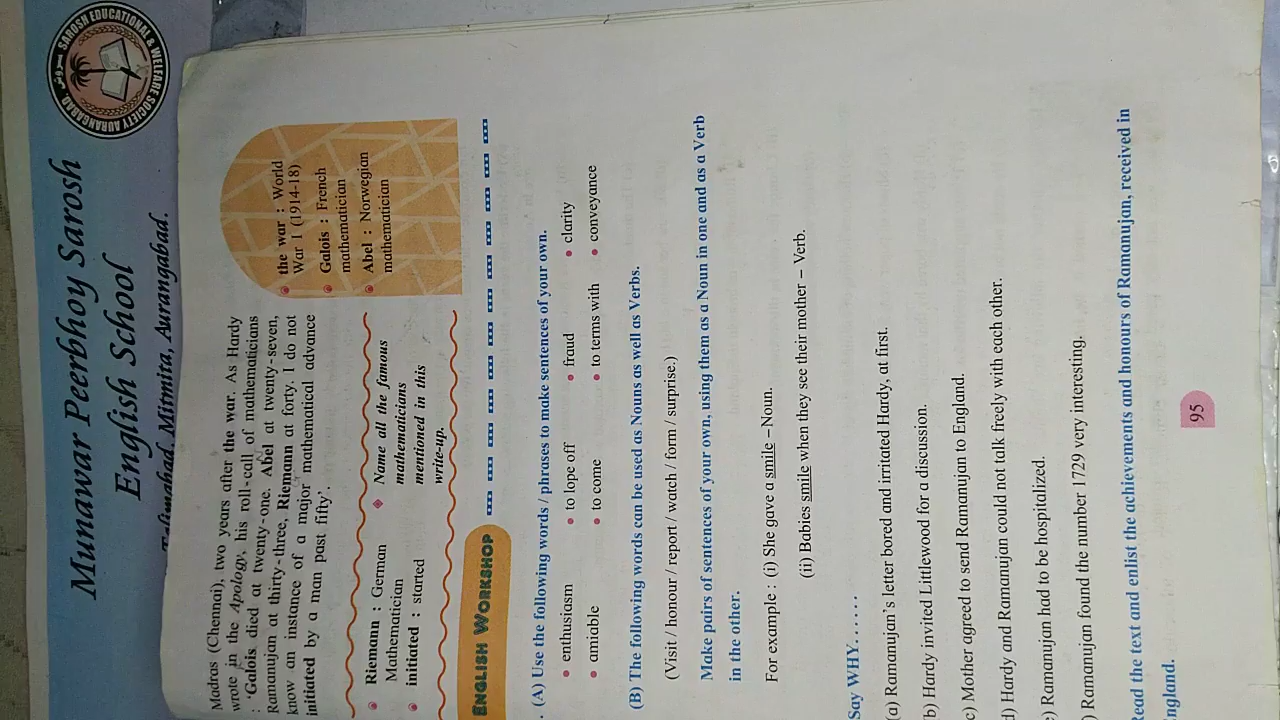 Munawar Peerbhoy Sarosh
English School
Mitmita, Aurangabad.
SAROSH EDUCATIONAL & WELFARE SOCIETY AURANGABAD
Madras (Chennai), two years after the war. As Hardy
wrote in the Apology, his roll-call of mathematicians
: 'Galois died at twenty-one. Abel at twenty-seven,
Ramanujan at thirty-three, Riemann at forty. I do not
know an instance of a major mathematical advance
initiated by a man past fifty'.
• the war : World
War I (1914-18)
• Galois : French
mathematician
• Abel : Norwegian
mathematician
• Riemann : German
Mathematician
• initiated : started
◆ Name all the famous
mathematicians
mentioned in this
write-up.
ENGLISH WORKSHOP
. (A) Use the following words / phrases to make sentences of your own.
• enthusiasm • to lope off • fraud • clarity
• amiable • to come • to terms with • conveyance
(B) The following words can be used as Nouns as well as Verbs.
(Visit / honour / report / watch / form / surprise.)
Make pairs of sentences of your own, using them as a Noun in one and as a Verb
in the other.
For example : (i) She gave a smile – Noun.
(ii) Babies smile when they see their mother – Verb.
Say WHY......
(a) Ramanujan's letter bored and irritated Hardy, at first.
b) Hardy invited Littlewood for a discussion.
c) Mother agreed to send Ramanujan to England.
d) Hardy and Ramanujan could not talk freely with each other.
e) Ramanujan had to be hospitalized.
) Ramanujan found the number 1729 very interesting.
Read the text and enlist the achievements and honours of Ramanujan, received in
ngland.
95